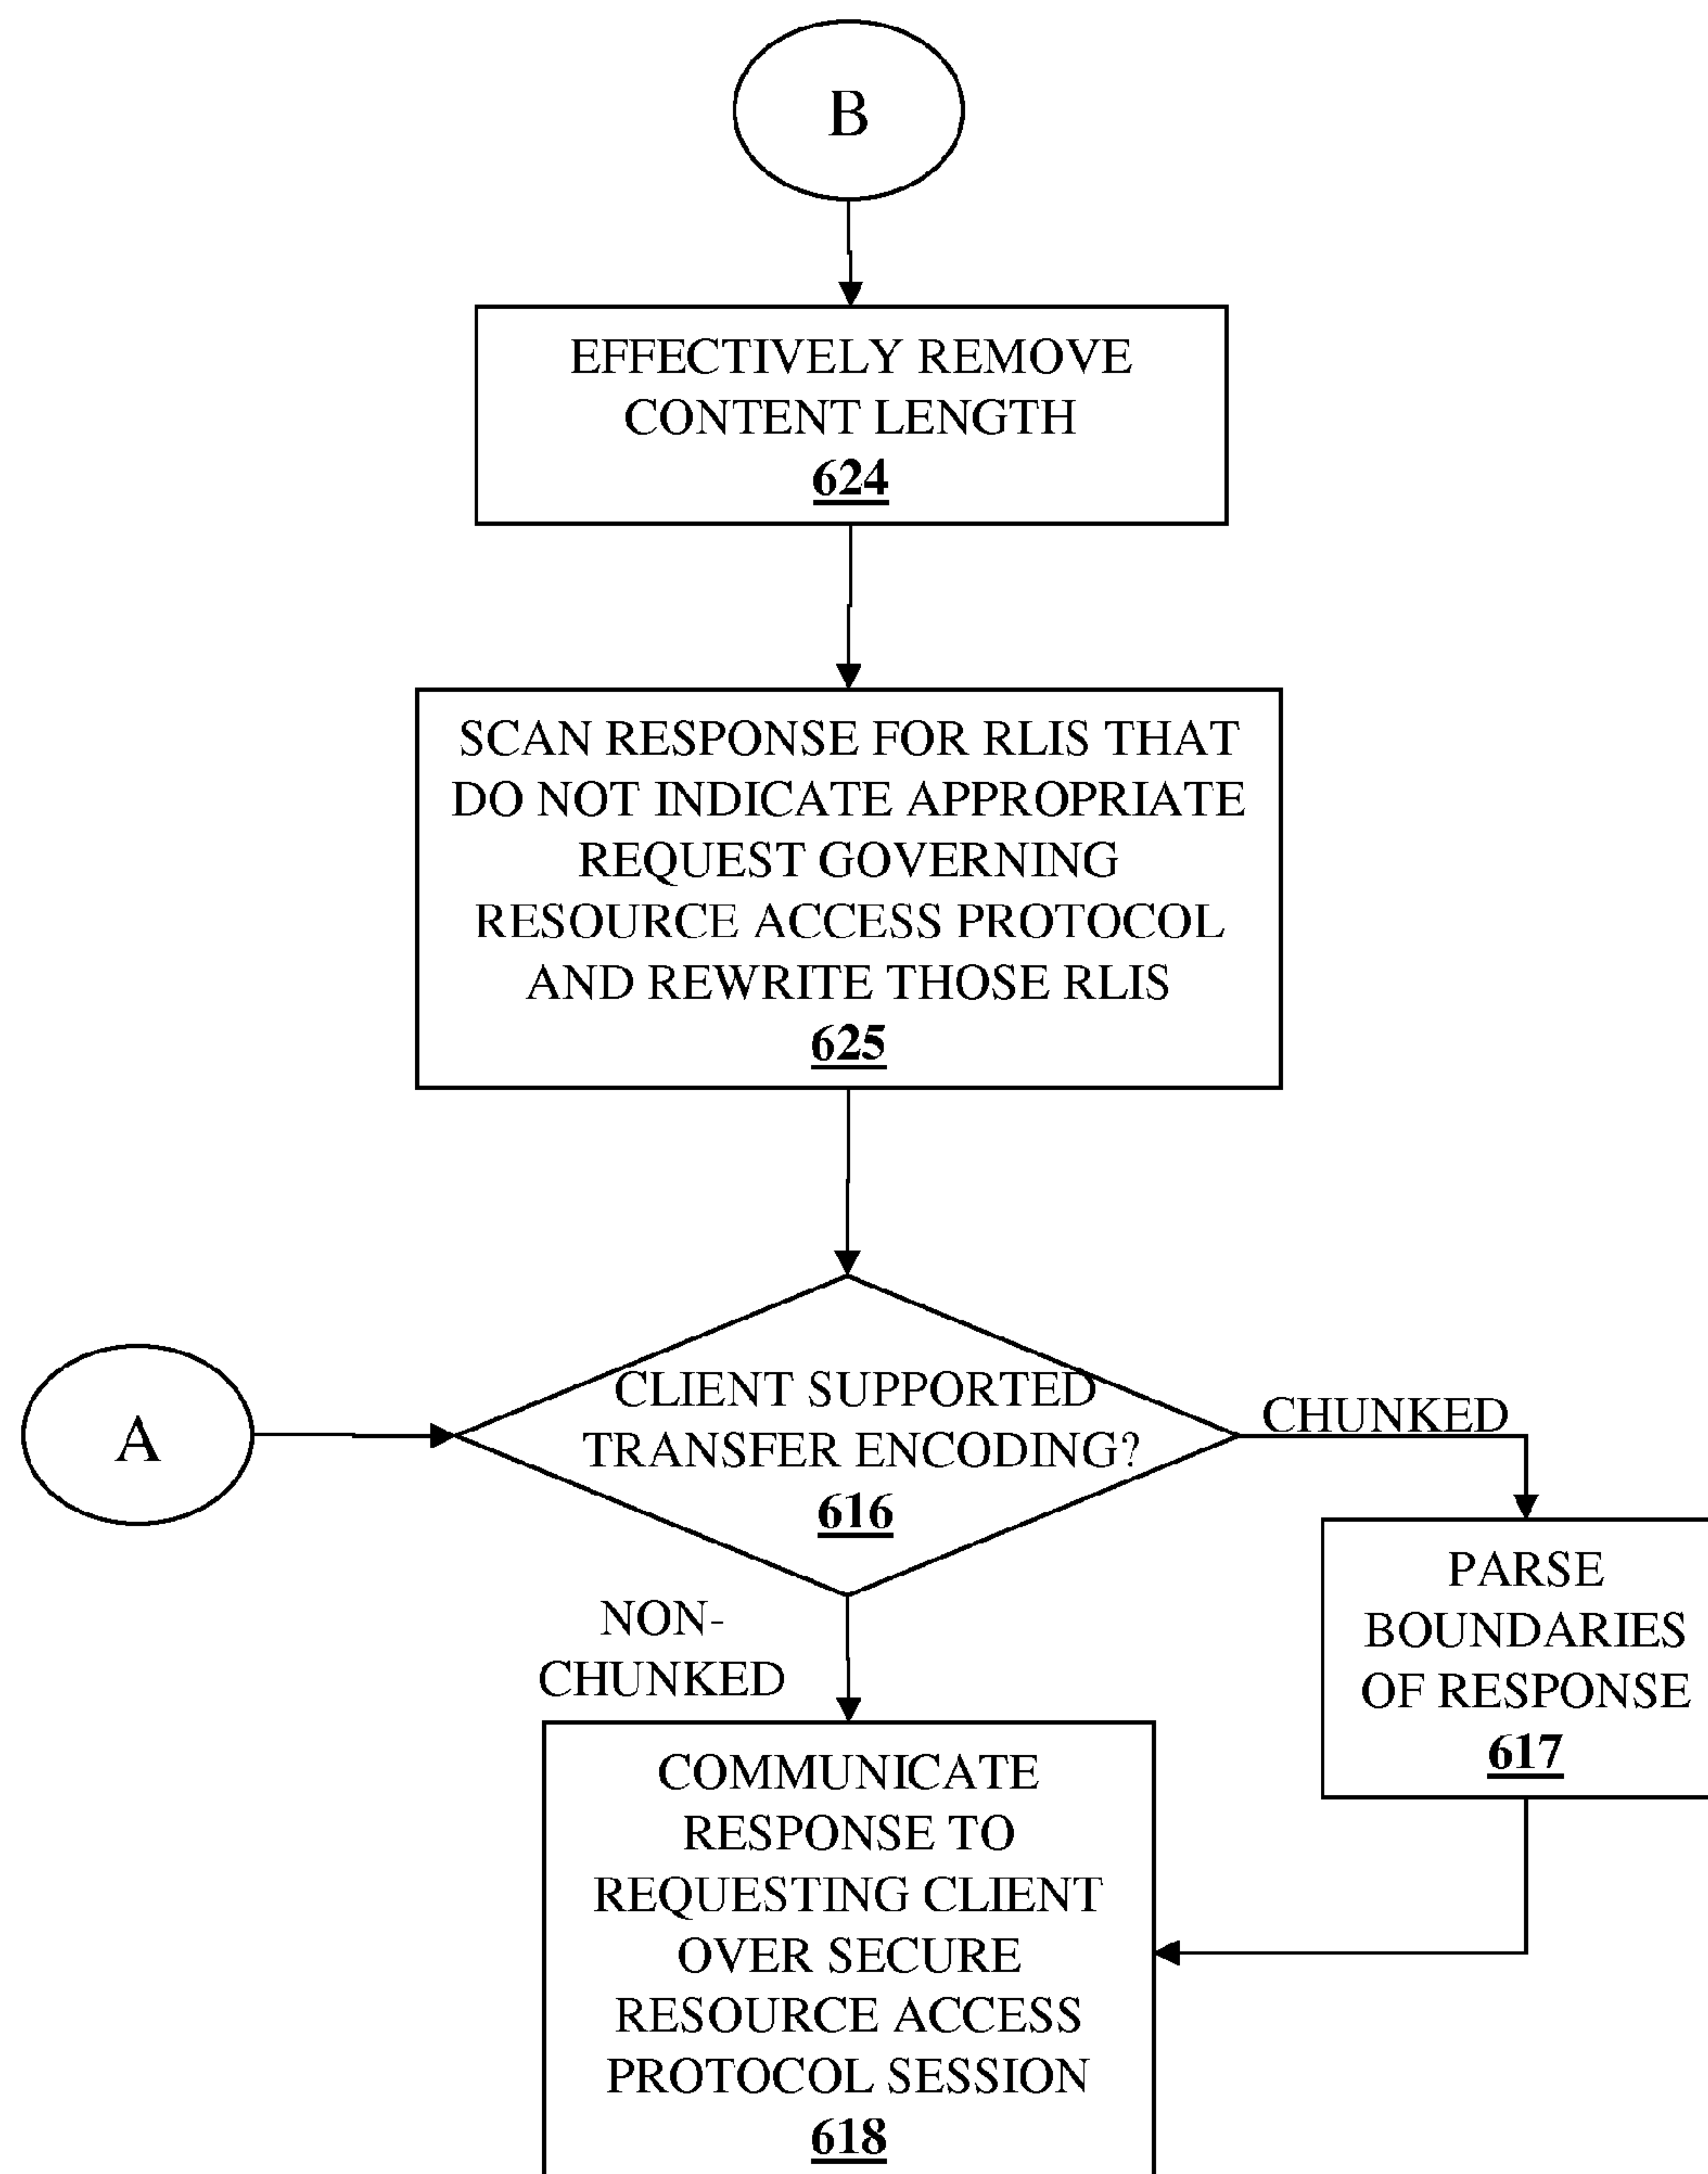 B
EFFECTIVELY REMOVE
CONTENT LENGTH
624
SCAN RESPONSE FOR RLIS THAT
DO NOT INDICATE APPROPRIATE
REQUEST GOVERNING
RESOURCE ACCESS PROTOCOL
AND REWRITE THOSE RLIS
625
A
CLIENT SUPPORTED
TRANSFER ENCODING?
616
CHUNKED
NON-
CHUNKED
PARSE
BOUNDARIES
OF RESPONSE
617
COMMUNICATE
RESPONSE TO
REQUESTING CLIENT
OVER SECURE
RESOURCE ACCESS
PROTOCOL SESSION
618